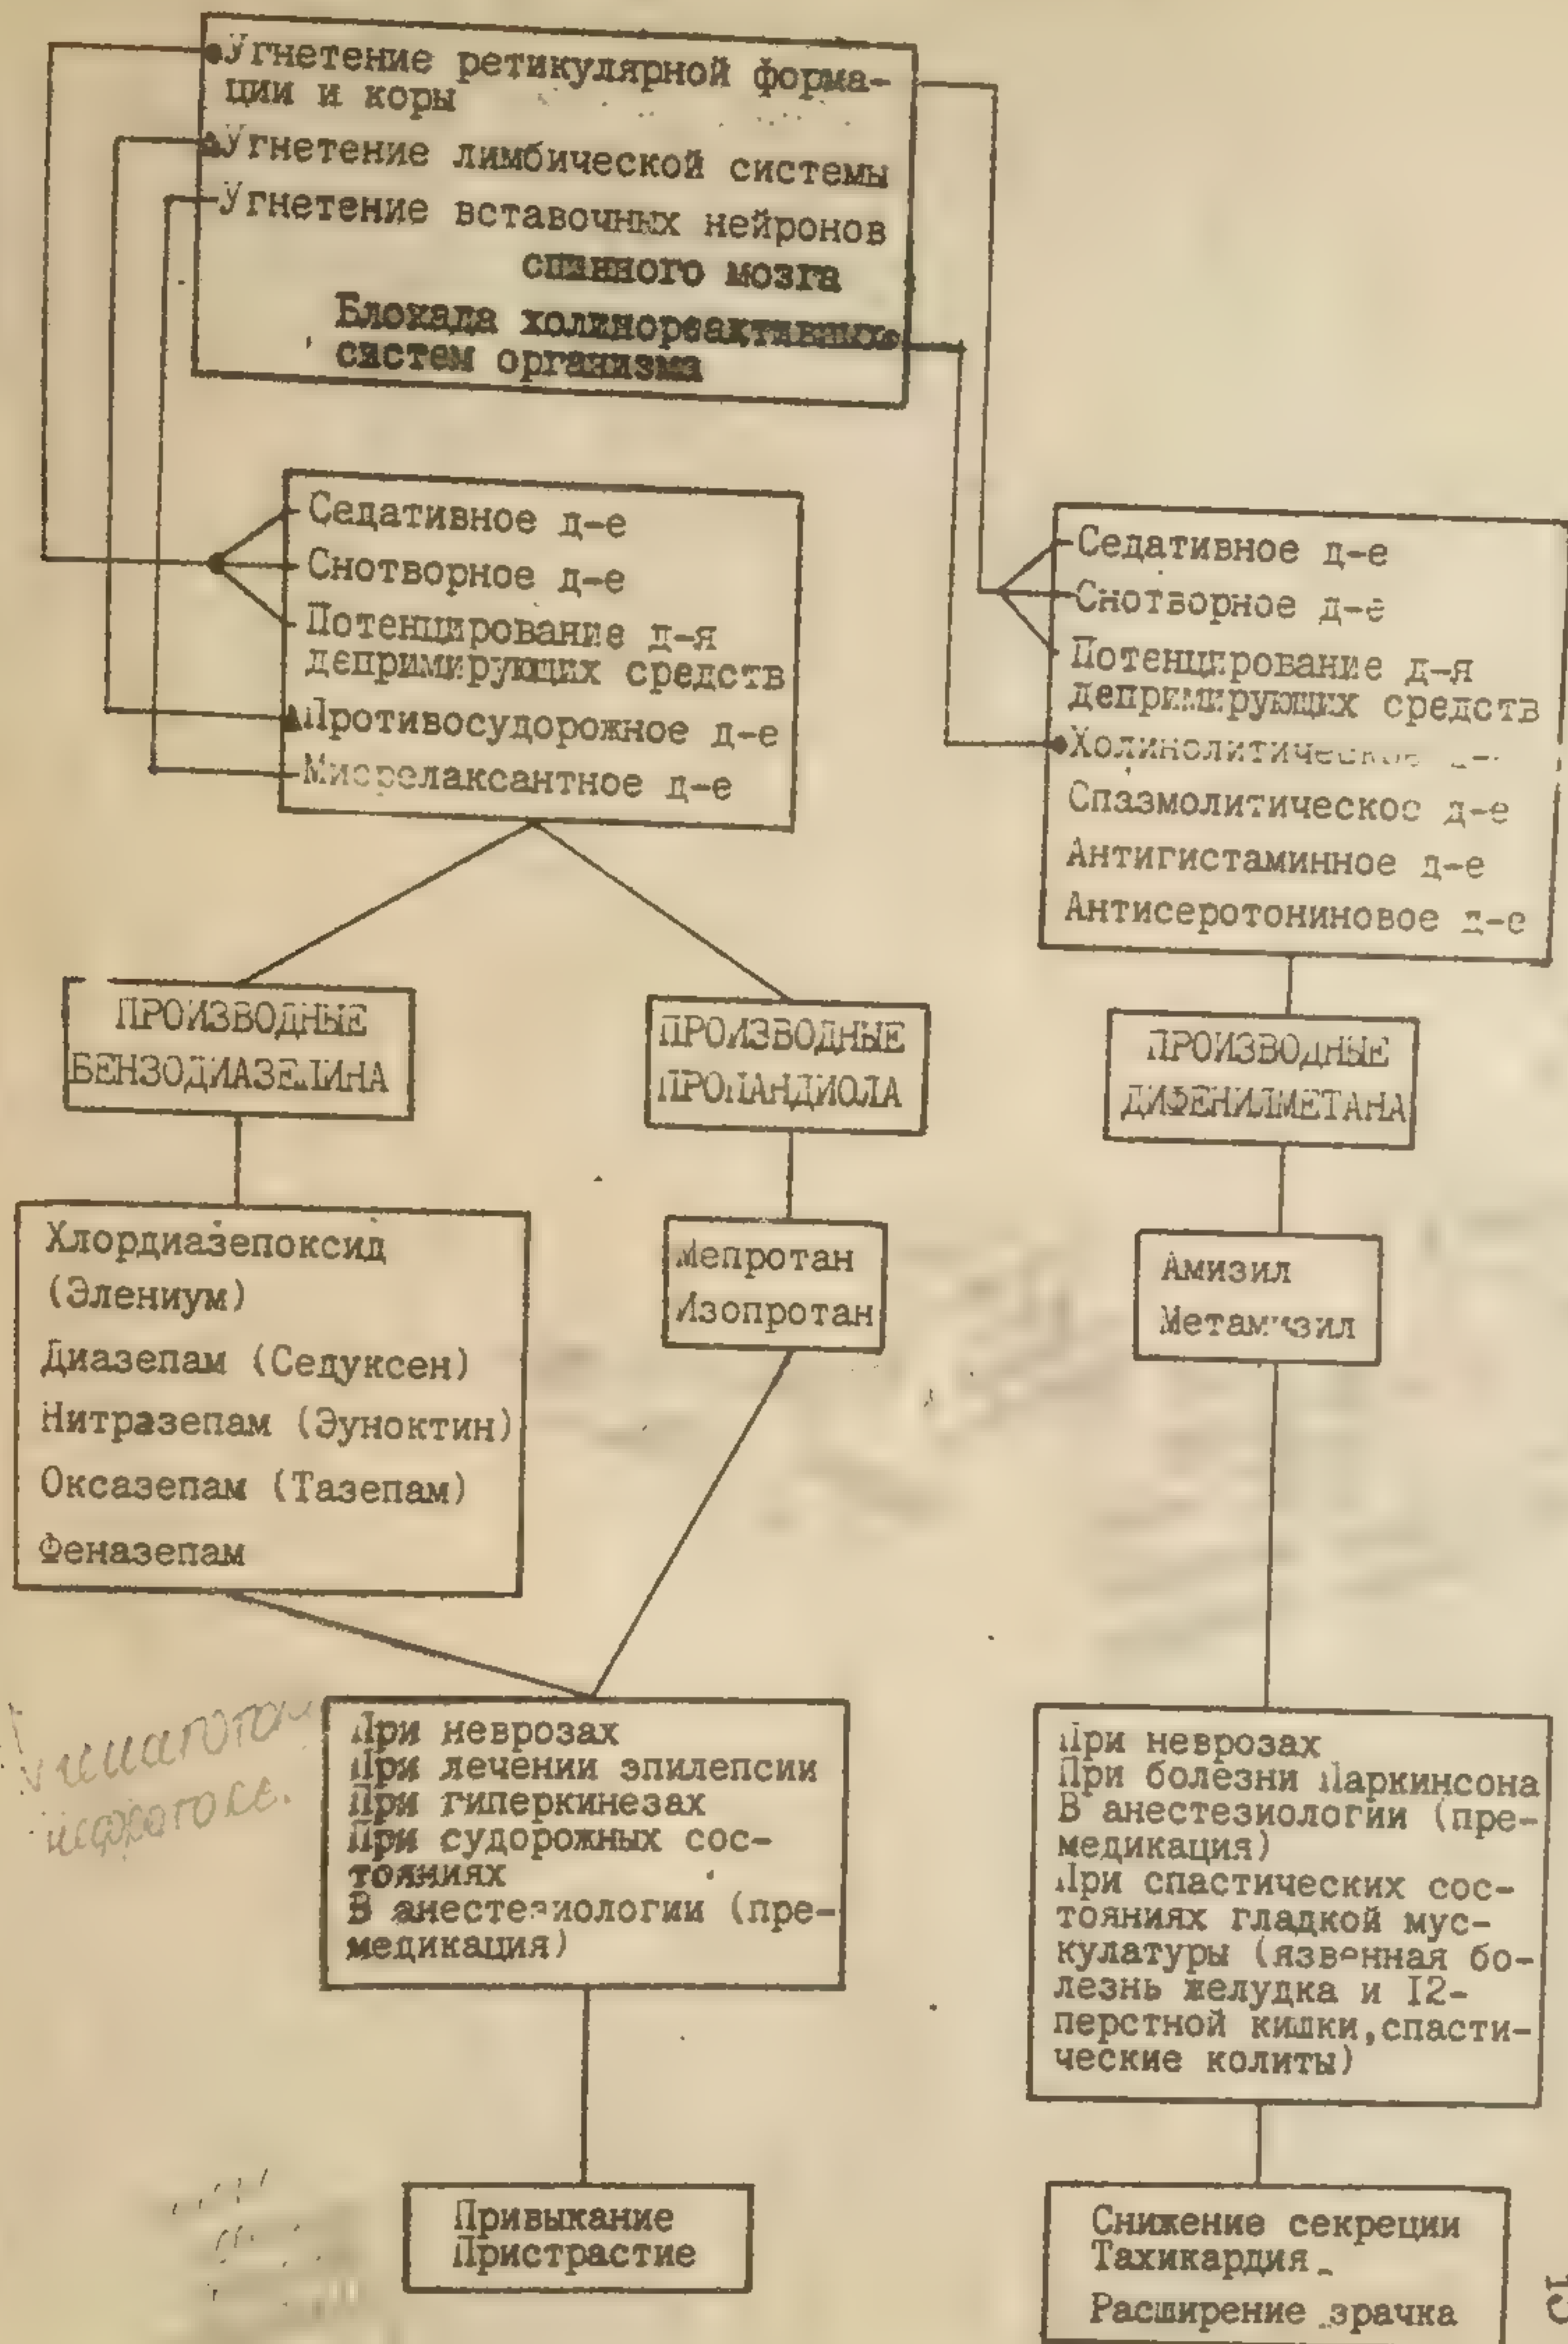 Угнетение ретикулярной форма-
ции и коры
Угнетение лимбической системы
Угнетение вставочных нейронов
спинного мозга
Блокада холинореактивных
систем организма
Седативное д-е
Снотворное д-е
Потенцирование д-я
депримирующих средств
Противосудорожное д-е
Миорелаксантное д-е
Седативное д-е
Снотворное д-е
Потенцирование д-я
депримирующих средств
Холинолитическое д-
Спазмолитическое д-е
Антигистаминное д-е
Антисеротониновое д-е
ПРОИЗВОДНЫЕ
БЕНЗОДИАЗЕПИНА
ПРОИЗВОДНЫЕ
ПРОПАНДИОЛА
ПРОИЗВОДНЫЕ
ДИФЕНИЛМЕТАНА
Хлордиазепоксид
(Элениум)
Диазепам (Седуксен)
Нитразепам (Эуноктин)
Оксазепам (Тазепам)
Феназепам
Мепротан
Изопротан
Амизил
Метамизил
При неврозах
При лечении эпилепсии
При гиперкинезах
При судорожных сос-
тояниях
В анестезиологии (пре-
медикация)
При неврозах
При болезни Паркинсона
В анестезиологии (пре-
медикация)
При спастических сос-
тояниях гладкой мус-
кулатуры (язвенная бо-
лезнь желудка и I2-
перстной кишки,спасти-
ческие колиты)
Привыкание
Пристрастие
Снижение секреции
Тахикардия
Расширение зрачка